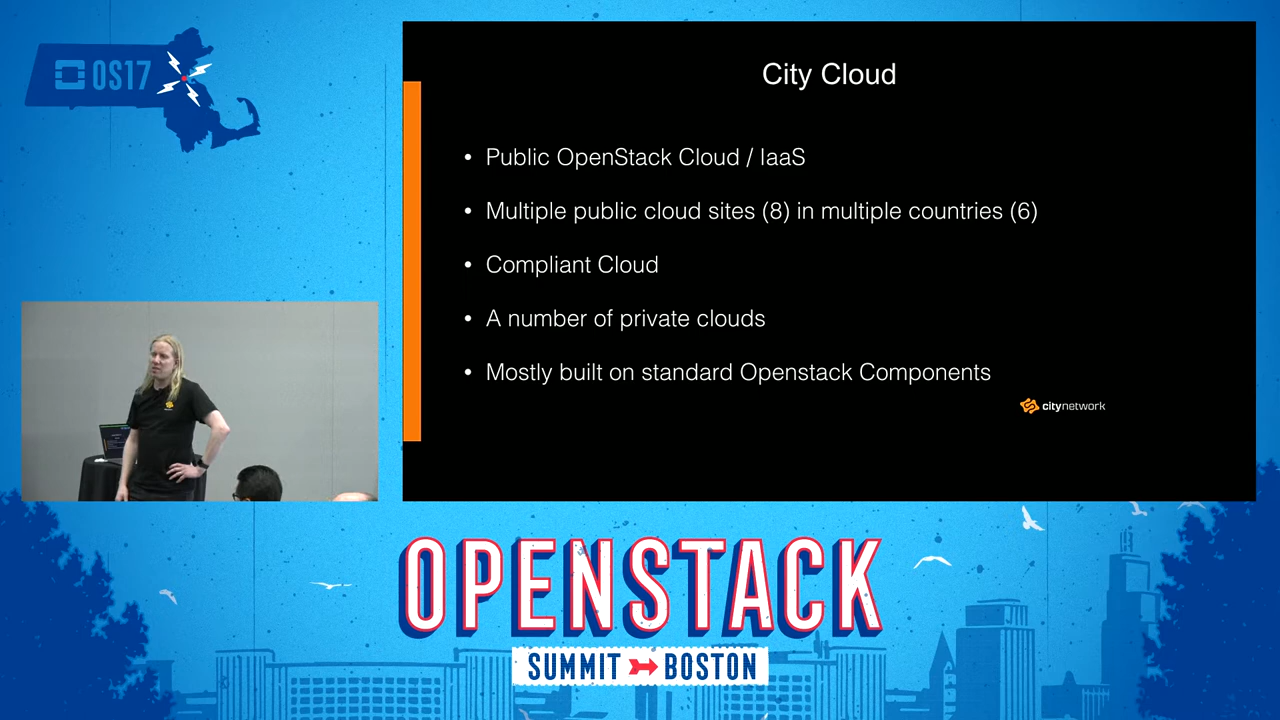 OS17
City Cloud
• Public OpenStack Cloud / IaaS
• Multiple public cloud sites (8) in multiple countries (6)
• Compliant Cloud
• A number of private clouds
• Mostly built on standard Openstack Components
citynetwork
OPENSTACK
SUMMIT BOSTON